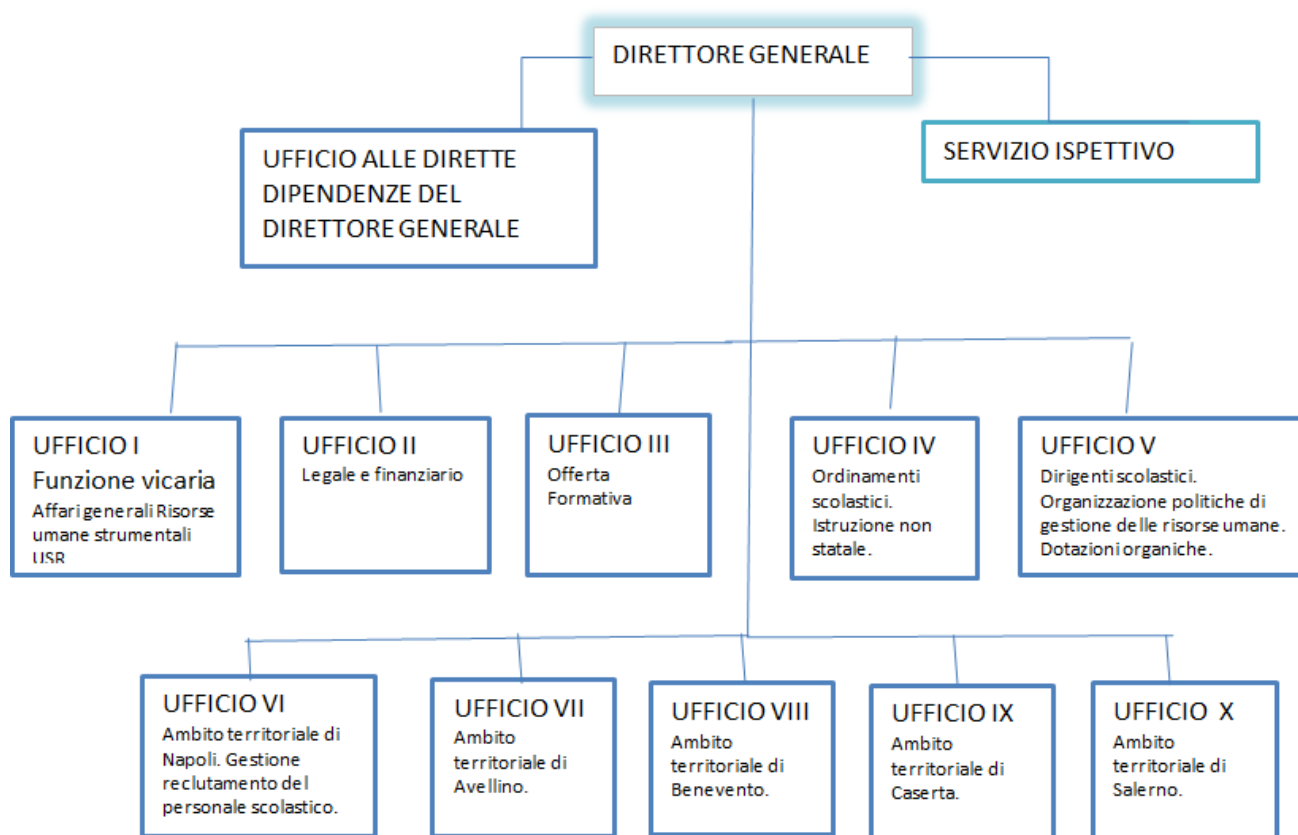 DIRETTORE GENERALE
UFFICIO ALLE DIRETTE
DIPENDENZE DEL
DIRETTORE GENERALE
SERVIZIO ISPETTIVO
UFFICIO I
Funzione vicaria
Affari generali Risorse
umane strumentali
USR
UFFICIO II
Legale e finanziario
UFFICIO III
Offerta
Formativa
UFFICIO IV
Ordinamenti
scolastici.
Istruzione non
statale.
UFFICIO V
Dirigenti scolastici.
Organizzazione politiche di
gestione delle risorse umane.
Dotazioni organiche.
UFFICIO VI
Ambito territoriale di
Napoli. Gestione
reclutamento del
personale scolastico.
UFFICIO VII
Ambito
territoriale di
Avellino.
UFFICIO VIII
Ambito
territoriale di
Benevento.
UFFICIO IX
Ambito
territoriale di
Caserta.
UFFICIO X
Ambito
territoriale di
Salerno.